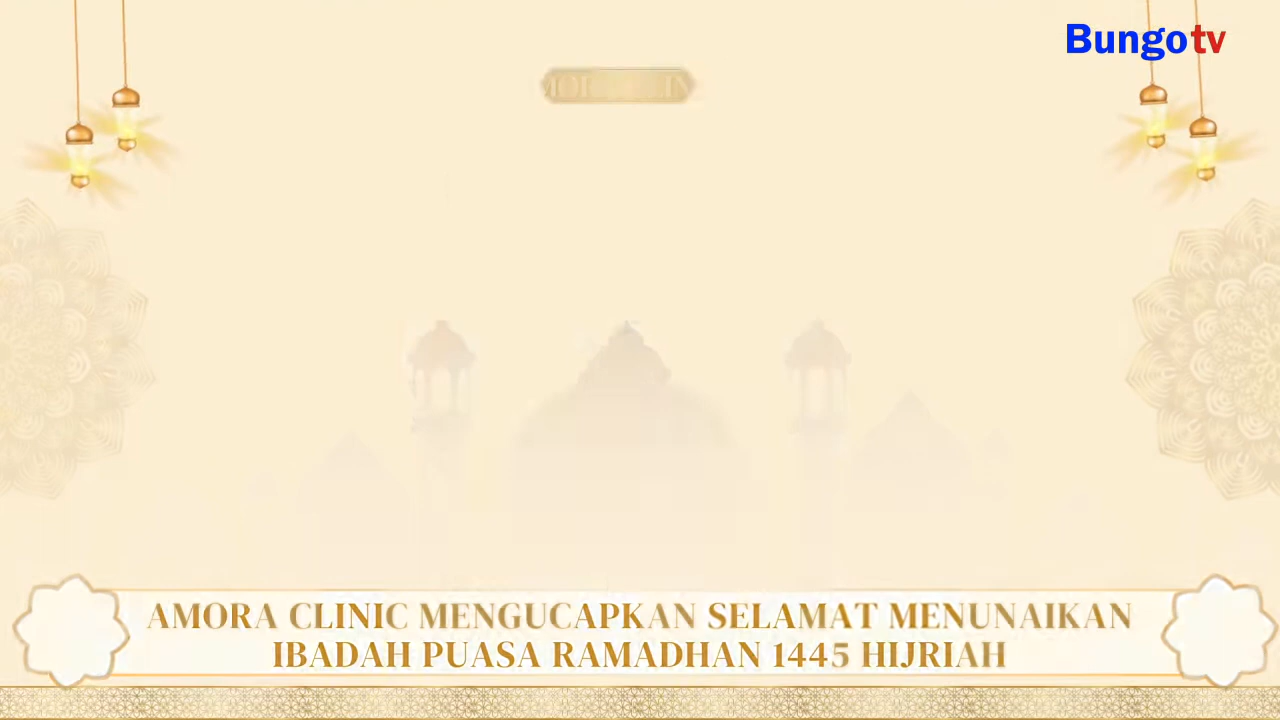 Bungotv
AMORA CLINIC MENGUCAPKAN SELAMAT MENUNAIKAN
IBADAH PUASA RAMADHAN 1445 HIJRIAH